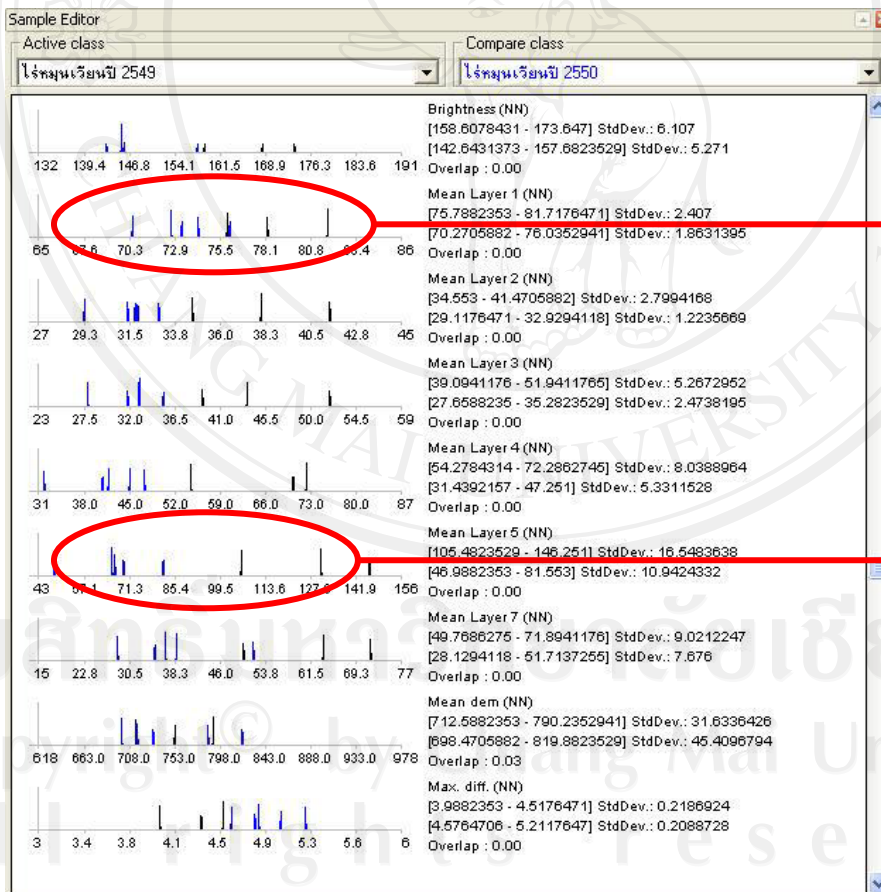 Sample Editor
Active class
Compare class
ไร่หมุนเวียนปี 2549
ไร่หมุนเวียนปี 2550
Brightness (NN)
[158.6078431 - 173.647] StdDev.: 6.107
[142.6431373 - 157.6823529] StdDev.: 5.271
132 139.4 146.8 154.1 161.5 168.9 176.3 183.6 191
Overlap : 0.00
Mean Layer 1 (NN)
[75.7882353 - 81.7176471] StdDev.: 2.407
[70.2705882 - 76.0352941] StdDev.: 1.8631395
65 67.6 70.3 72.9 75.5 78.1 80.8 83.4 86
Overlap : 0.00
Mean Layer 2 (NN)
[34.553 - 41.4705882] StdDev.: 2.7994168
[29.1176471 - 32.9294118] StdDev.: 1.2235669
27 29.3 31.5 33.8 36.0 38.3 40.5 42.8 45
Overlap : 0.00
Mean Layer 3 (NN)
[39.0941176 - 51.9411765] StdDev.: 5.2672952
[27.6588235 - 35.2823529] StdDev.: 2.4738195
23 27.5 32.0 36.5 41.0 45.5 50.0 54.5 59
Overlap : 0.00
Mean Layer 4 (NN)
[54.2784314 - 72.2862745] StdDev.: 8.0388964
[31.4392157 - 47.251] StdDev.: 5.3311528
31 38.0 45.0 52.0 59.0 66.0 73.0 80.0 87
Overlap : 0.00
Mean Layer 5 (NN)
[105.4823529 - 146.251] StdDev.: 16.5483638
[46.9882353 - 81.553] StdDev.: 10.9424332
43 57.1 71.3 85.4 99.5 113.6 127.8 141.9 156
Overlap : 0.00
Mean Layer 7 (NN)
[49.7686275 - 71.8941176] StdDev.: 9.0212247
[28.1294118 - 51.7137255] StdDev.: 7.676
15 22.8 30.5 38.3 46.0 53.8 61.5 69.3 77
Overlap : 0.00
Mean dem (NN)
[712.5882353 - 790.2352941] StdDev.: 31.6336426
[698.4705882 - 819.8823529] StdDev.: 45.4096794
618 663.0 708.0 753.0 798.0 843.0 888.0 933.0 978
Overlap : 0.03
Max. diff. (NN)
[3.9882353 - 4.5176471] StdDev.: 0.2186924
[4.5764706 - 5.2117647] StdDev.: 0.2088728
3 3.4 3.8 4.1 4.5 4.9 5.3 5.6 6
Overlap : 0.00